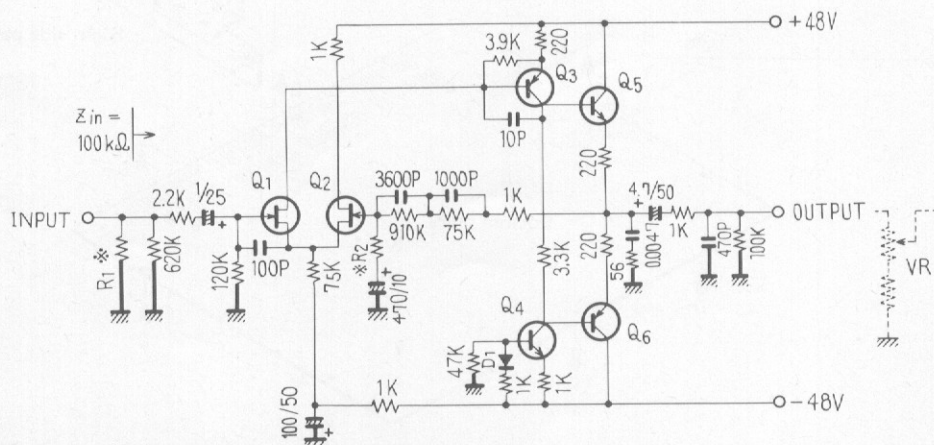 +48V
1K
3.9K
220
Q3
Q5
Zin =
100kΩ
10P
220
2.2K
1/25
+
Q1
Q2
3600P
1000P
1K
4.7/50
+
INPUT
910K
75K
1K
OUTPUT
※
R1
620K
120K
100P
75K
※R2
+
470/10
3.3K
220
56
0.0047
470P
100K
VR
Q4
Q6
47K
D1
1K
1K
1K
100/50
+
-48V